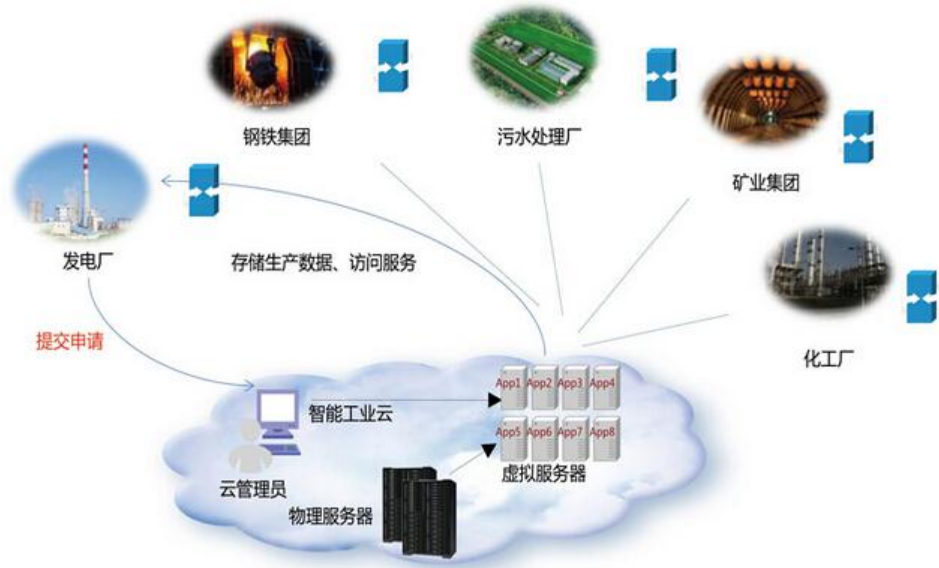 钢铁集团
污水处理厂
矿业集团
发电厂
存储生产数据、访问服务
提交申请
化工厂
App1 App2 App3 App4
智能工业云
App5 App6 App7 App8
虚拟服务器
云管理员
物理服务器